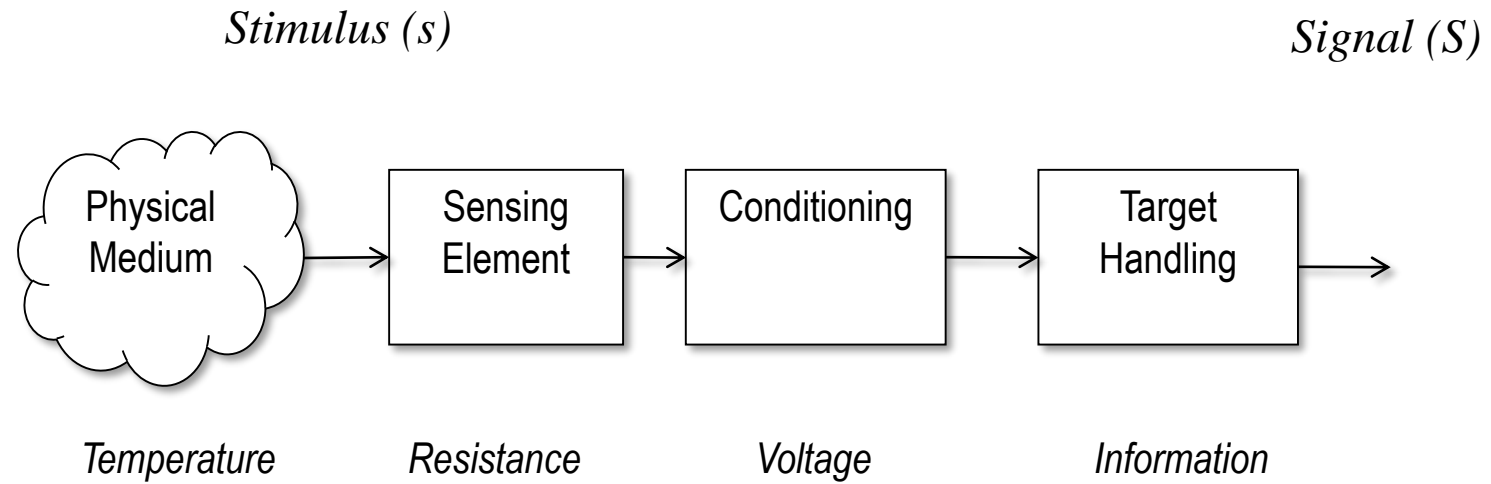 Stimulus (s)
Signal (S)
Physical
Medium
Sensing
Element
Conditioning
Target
Handling
Temperature
Resistance
Voltage
Information